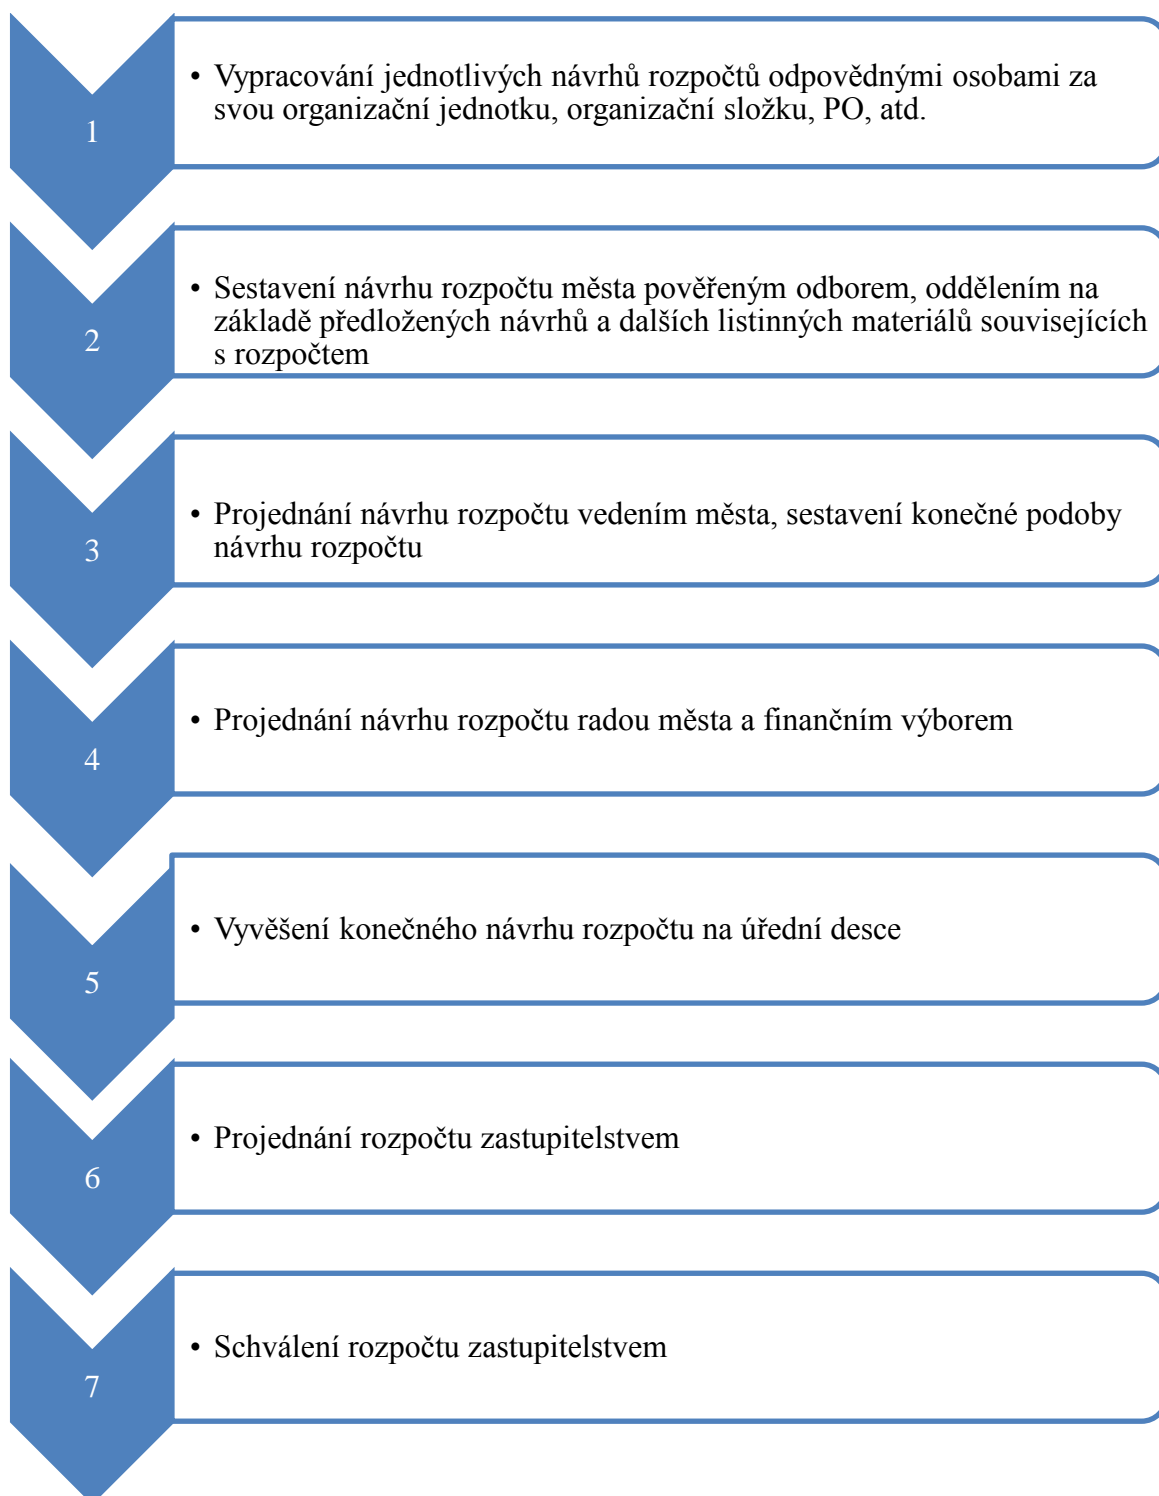 1
• Vypracování jednotlivých návrhů rozpočtů odpovědnými osobami za
svou organizační jednotku, organizační složku, PO, atd.
2
• Sestavení návrhu rozpočtu města pověřeným odborem, oddělením na
základě předložených návrhů a dalších listinných materiálů souvisejících
s rozpočtem
3
• Projednání návrhu rozpočtu vedením města, sestavení konečné podoby
návrhu rozpočtu
4
• Projednání návrhu rozpočtu radou města a finančním výborem
5
• Vyvěšení konečného návrhu rozpočtu na úřední desce
6
• Projednání rozpočtu zastupitelstvem
7
• Schválení rozpočtu zastupitelstvem